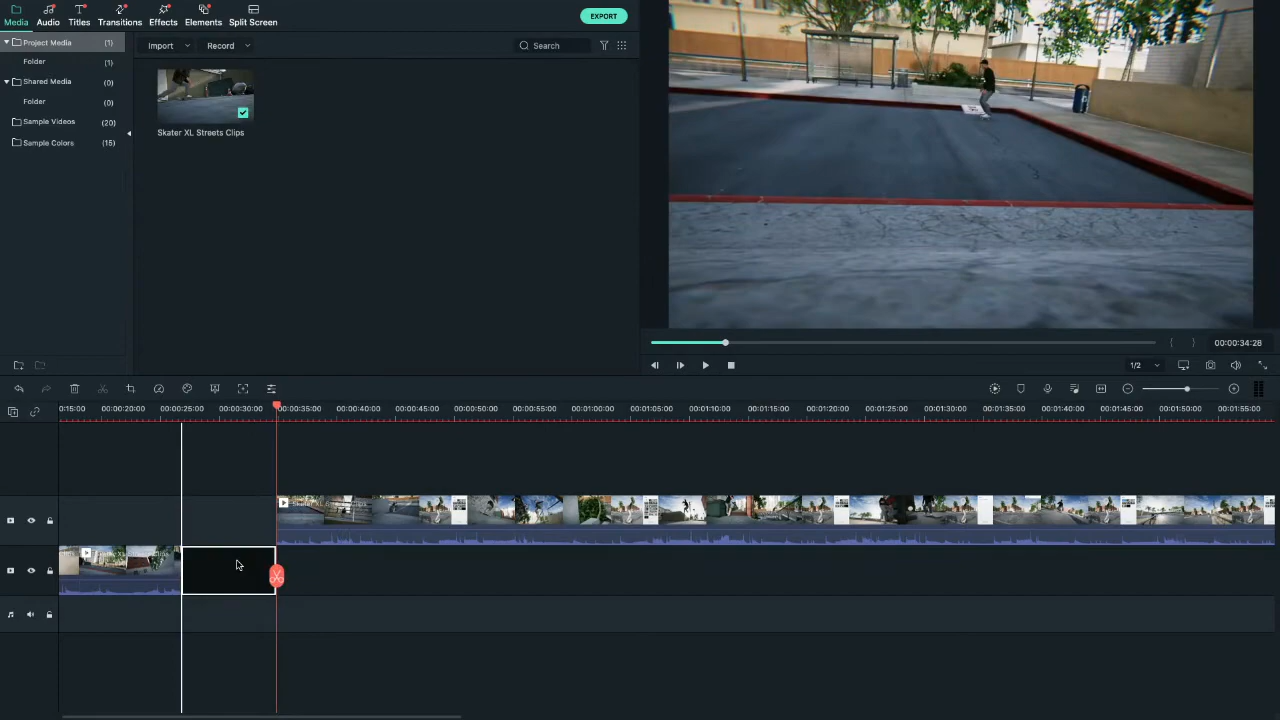 Media Audio Titles Transitions Effects Elements Split Screen
EXPORT
Project Media (1)
Folder (1)
Shared Media (0)
Folder (0)
Sample Videos (20)
Sample Colors (15)
Import Record Search
Skater XL Streets Clips
00:00:34:28
1/2
0:15:00 00:00:20:00 00:00:25:00 00:00:30:00 00:00:35:00 00:00:40:00 00:00:45:00 00:00:50:00 00:00:55:00 00:01:00:00 00:01:05:00 00:01:10:00 00:01:15:00 00:01:20:00 00:01:25:00 00:01:30:00 00:01:35:00 00:01:40:00 00:01:45:00 00:01:50:00 00:01:55:00
Skater XL Streets Clips